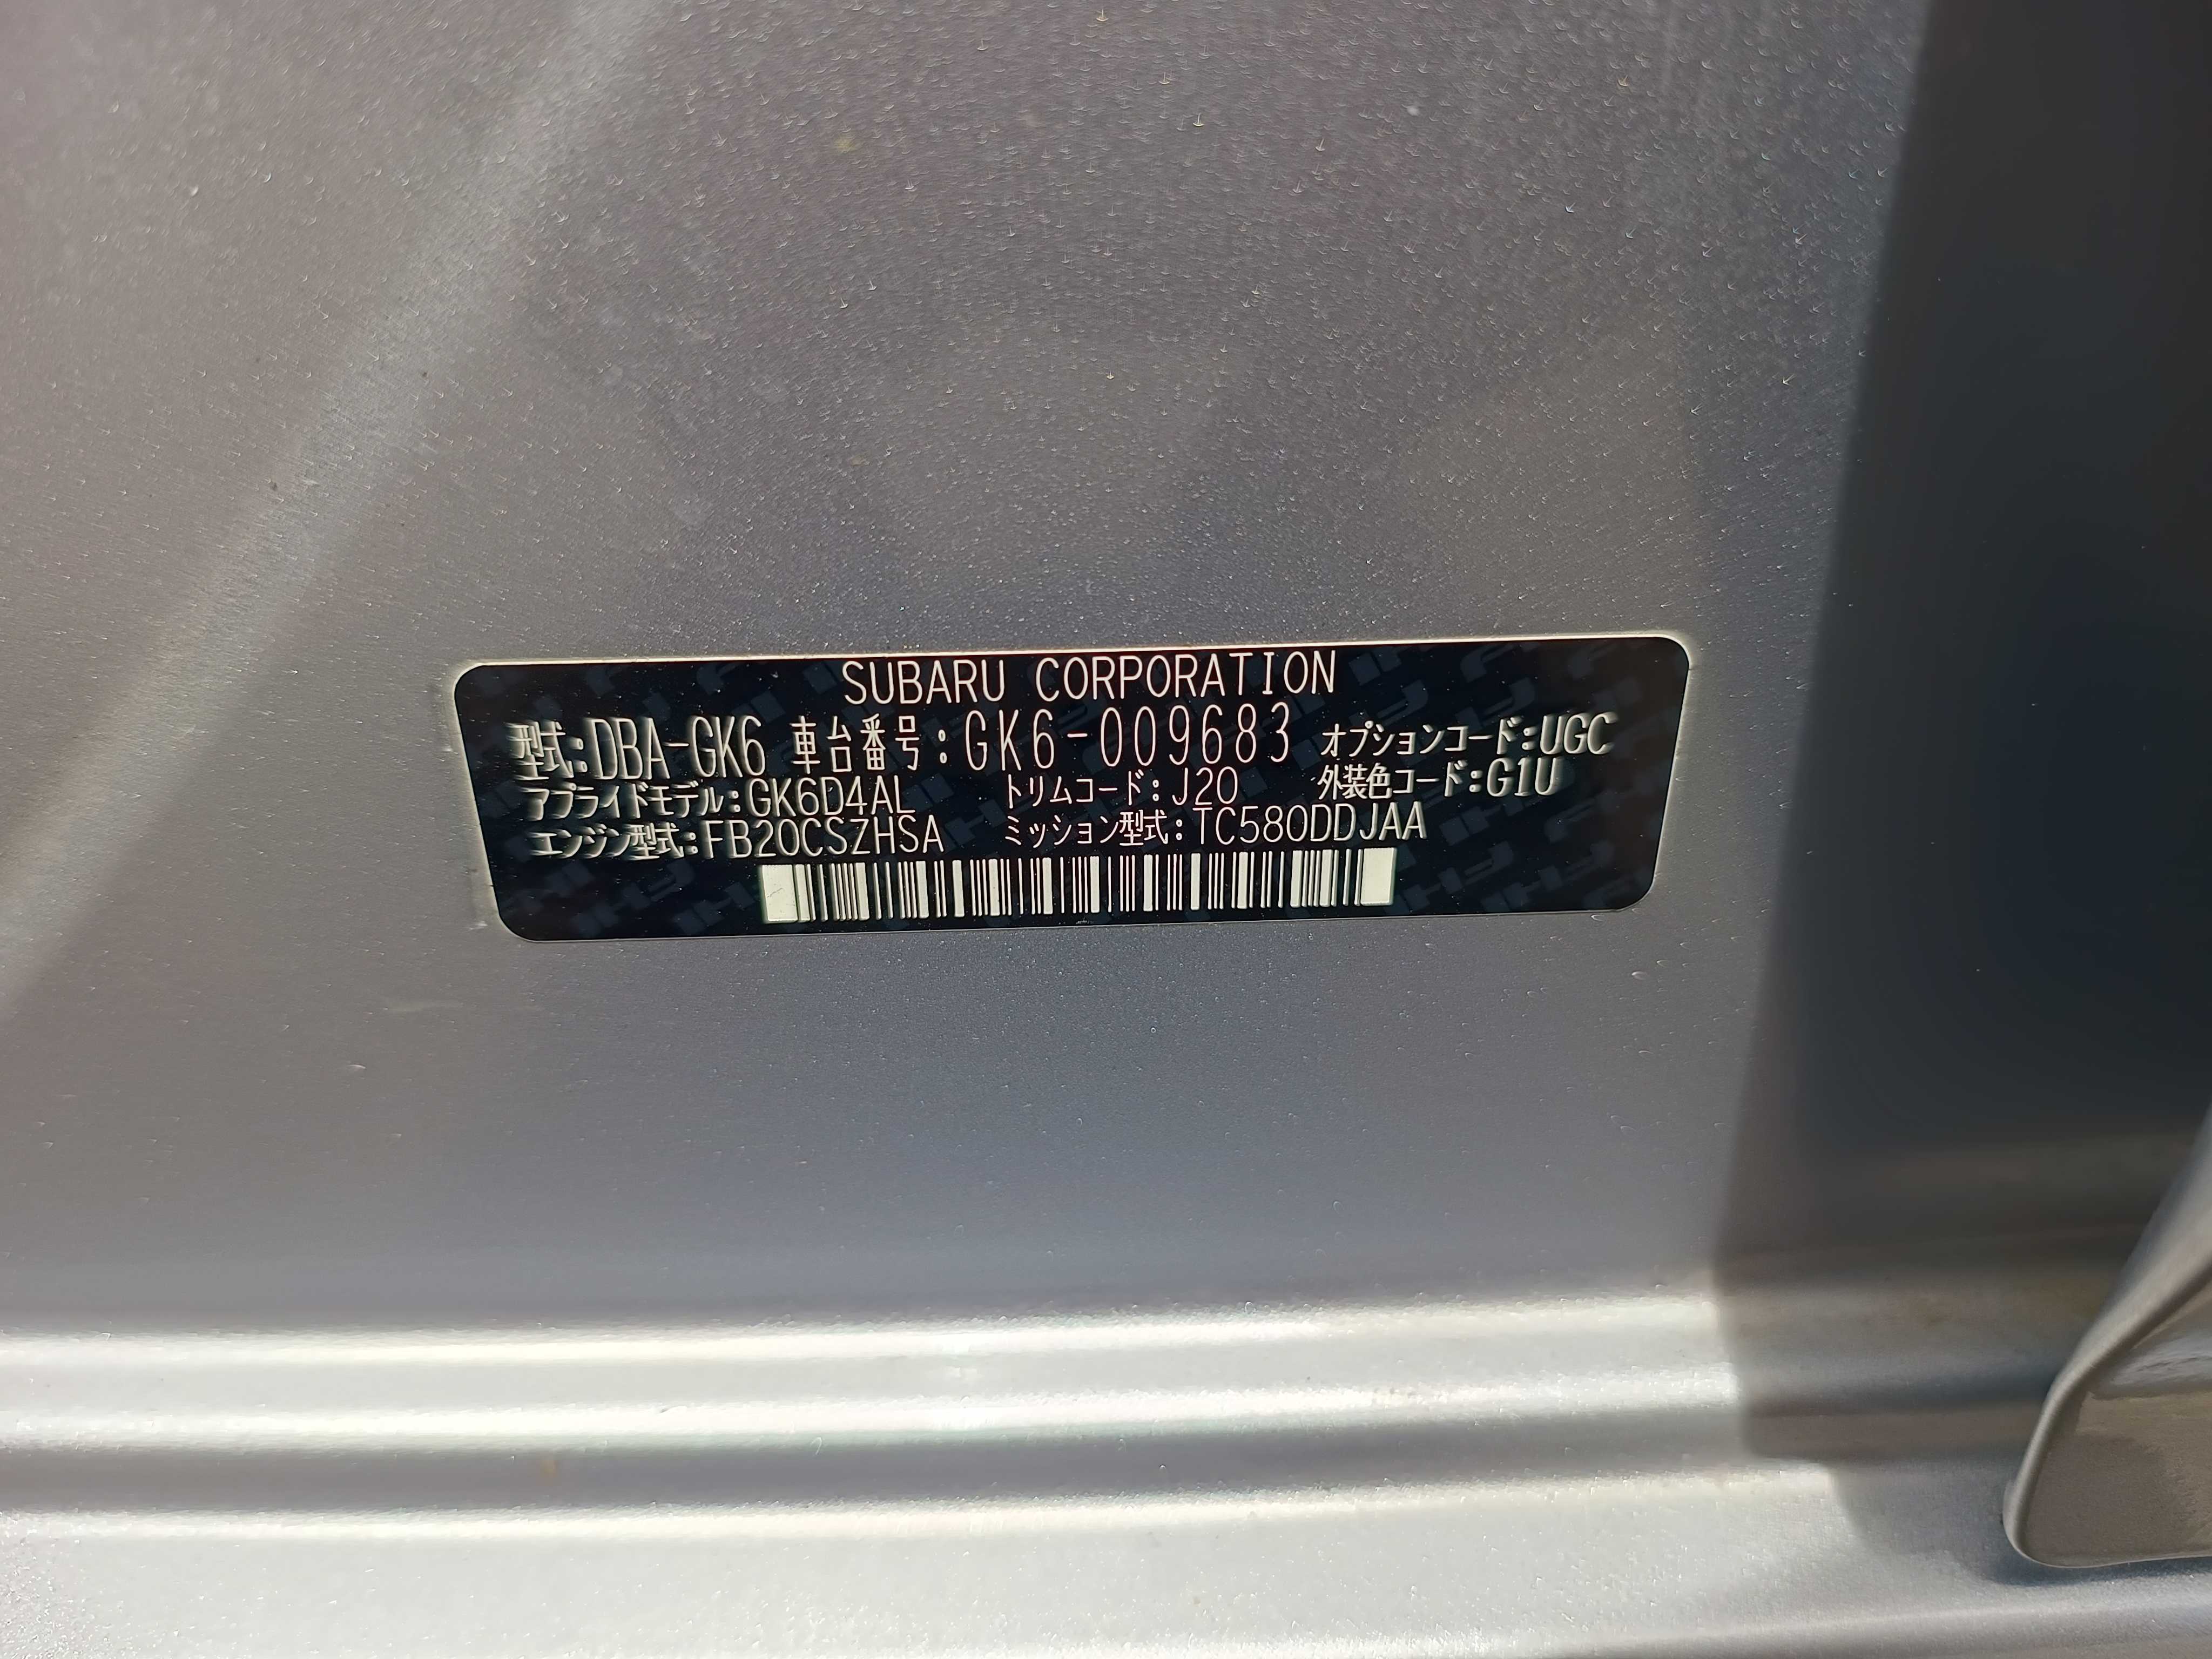 SUBARU CORPORATION
型式:DBA-GK6 車台番号:GK6-009683 オプションコード:UGC
アプライドモデル:GK6D4AL トリムコード:J20 外装色コード:G1U
エンジン型式:FB20CSZHSA ミッション型式:TC580DDJAA